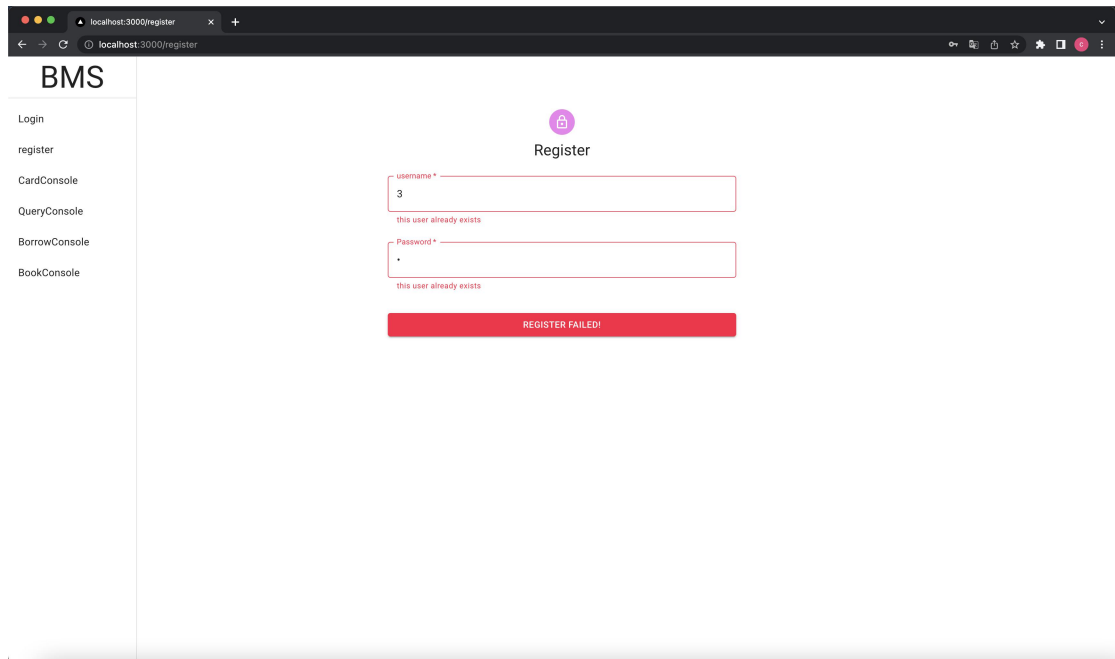 localhost:3000/register
localhost:3000/register
C
BMS
Login
register
CardConsole
QueryConsole
BorrowConsole
BookConsole
Register
username *
3
this user already exists
Password *
•
this user already exists
REGISTER FAILED!